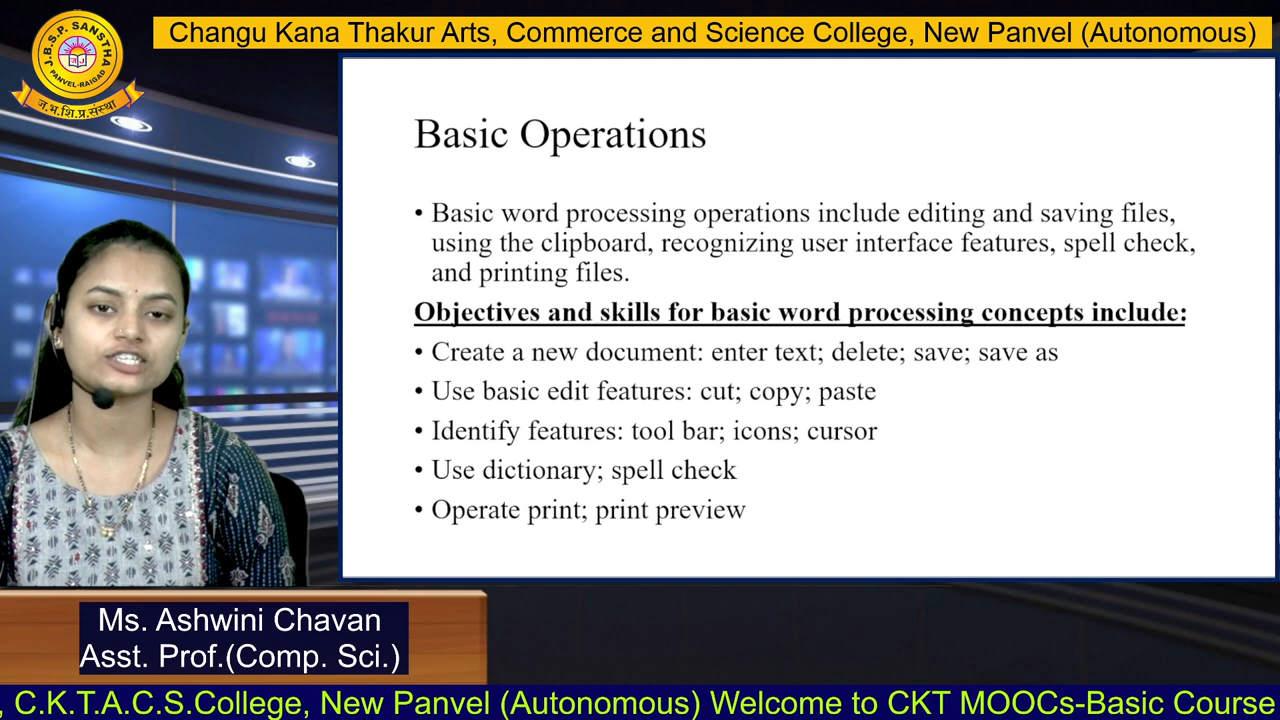 J.B.S.P. SANSTHA
PANVEL-RAIGAD
ज.भ.शि.प्र.संस्था
Changu Kana Thakur Arts, Commerce and Science College, New Panvel (Autonomous)
Basic Operations
• Basic word processing operations include editing and saving files,
using the clipboard, recognizing user interface features, spell check,
and printing files.
Objectives and skills for basic word processing concepts include:
• Create a new document: enter text; delete; save; save as
• Use basic edit features: cut; copy; paste
• Identify features: tool bar; icons; cursor
• Use dictionary; spell check
• Operate print; print preview
Ms. Ashwini Chavan
Asst. Prof.(Comp. Sci.)
, C.K.T.A.C.S.College, New Panvel (Autonomous) Welcome to CKT MOOCs-Basic Course